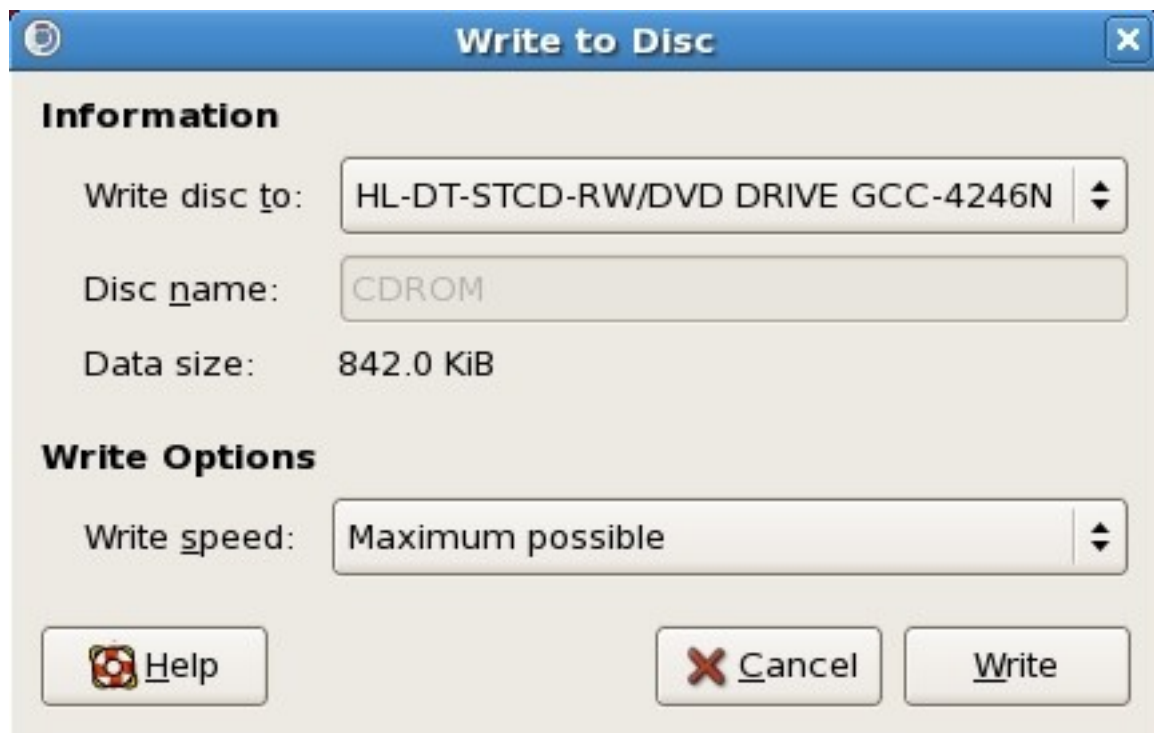 Write to Disc
Information
Write disc to: HL-DT-STCD-RW/DVD DRIVE GCC-4246N
Disc name: CDROM
Data size: 842.0 KiB
Write Options
Write speed: Maximum possible
Help Cancel Write